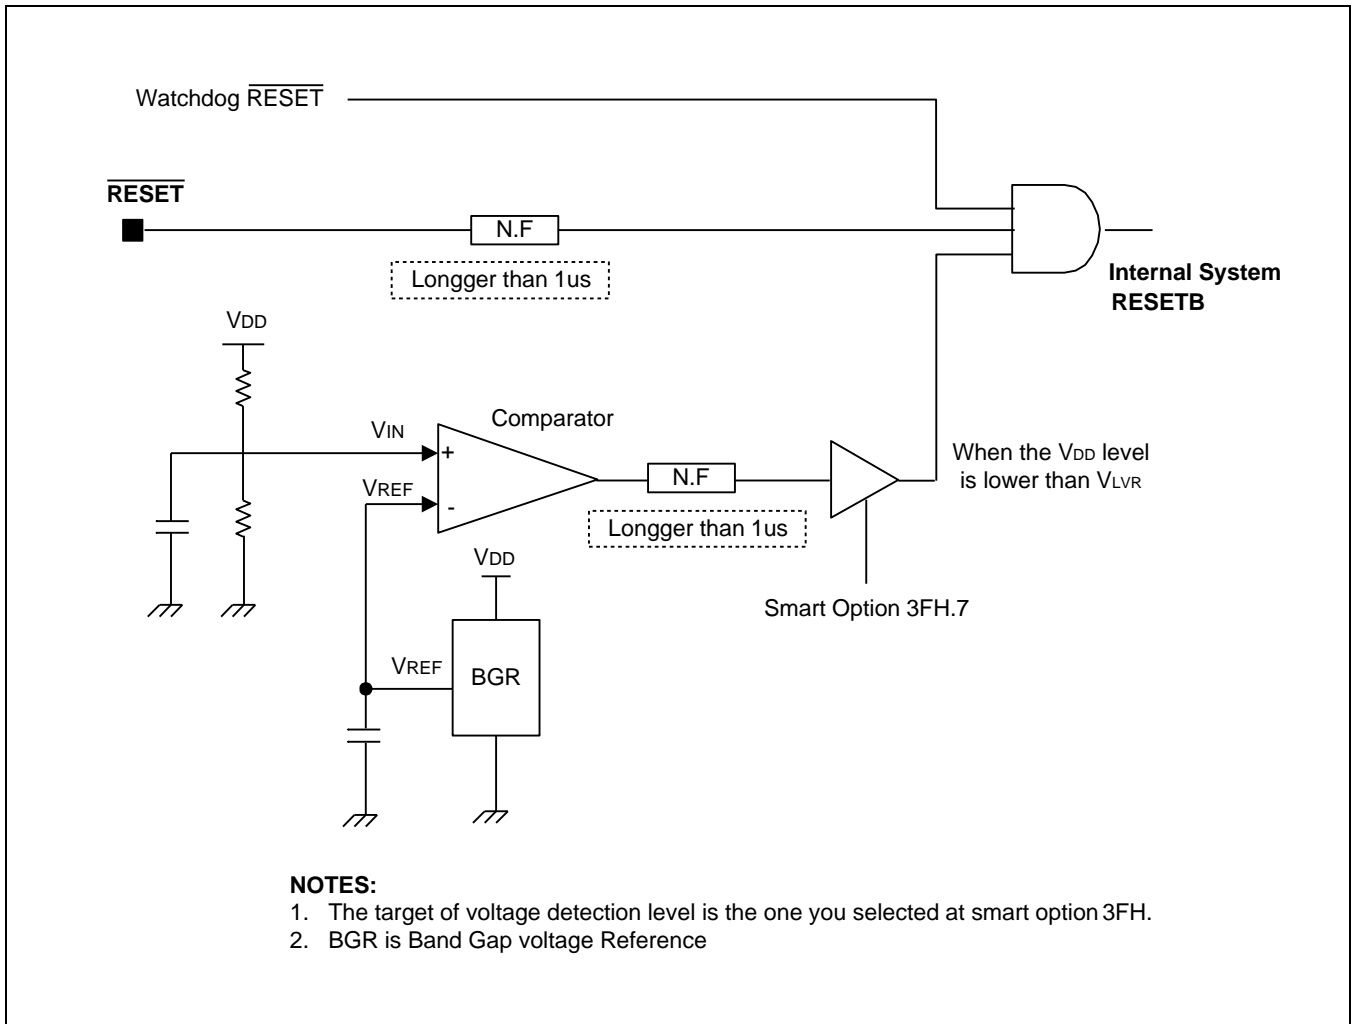 Watchdog RESET
RESET
N.F
Longger than 1us
Internal System
RESETB
VDD
Comparator
VIN
+
VREF
-
N.F
Longger than 1us
When the VDD level
is lower than VLVR
VDD
Smart Option 3FH.7
VREF
BGR
NOTES:
1. The target of voltage detection level is the one you selected at smart option 3FH.
2. BGR is Band Gap voltage Reference